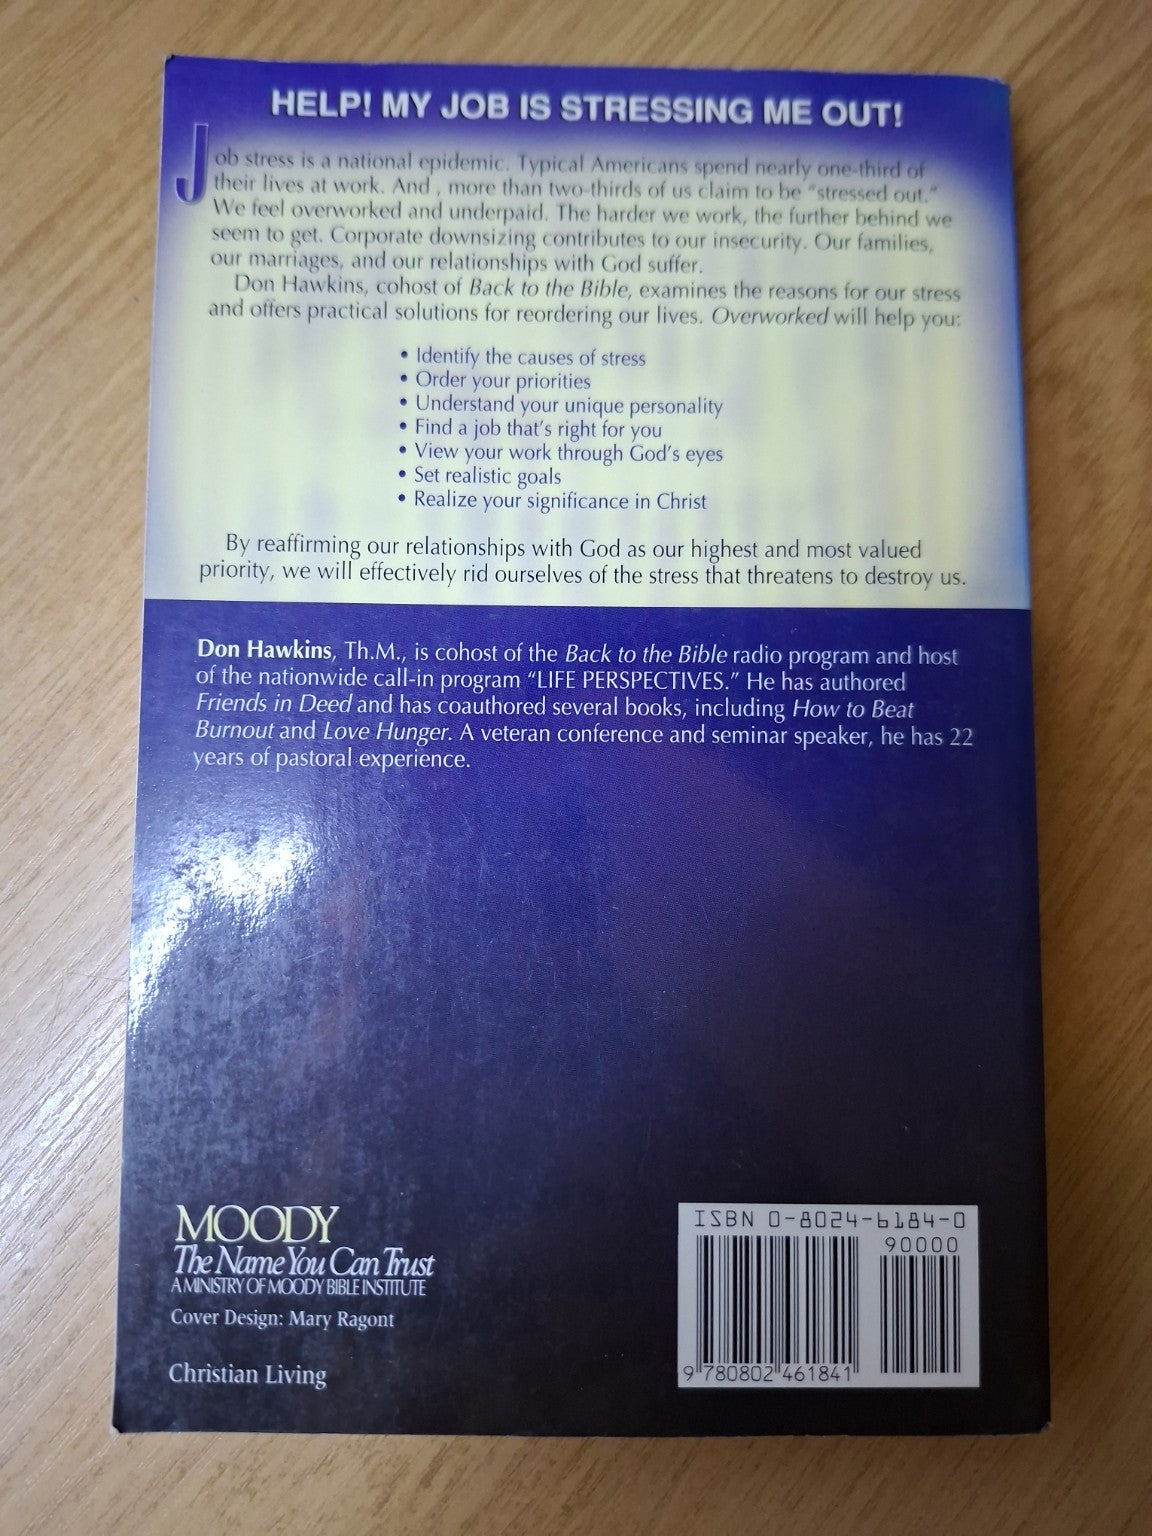 HELP! MY JOB IS STRESSING ME OUT!
Job stress is a national epidemic. Typical Americans spend nearly one-third of
their lives at work. And , more than two-thirds of us claim to be “stressed out.”
We feel overworked and underpaid. The harder we work, the further behind we
seem to get. Corporate downsizing contributes to our insecurity. Our families,
our marriages, and our relationships with God suffer.
Don Hawkins, cohost of Back to the Bible, examines the reasons for our stress
and offers practical solutions for reordering our lives. Overworked will help you:
• Identify the causes of stress
• Order your priorities
• Understand your unique personality
• Find a job that’s right for you
• View your work through God’s eyes
• Set realistic goals
• Realize your significance in Christ
By reaffirming our relationships with God as our highest and most valued
priority, we will effectively rid ourselves of the stress that threatens to destroy us.
Don Hawkins, Th.M., is cohost of the Back to the Bible radio program and host
of the nationwide call-in program “LIFE PERSPECTIVES.” He has authored
Friends in Deed and has coauthored several books, including How to Beat
Burnout and Love Hunger. A veteran conference and seminar speaker, he has 22
years of pastoral experience.
MOODY
The Name You Can Trust
A MINISTRY OF MOODY BIBLE INSTITUTE
Cover Design: Mary Ragont
Christian Living
ISBN 0-8024-6184-0
90000
9 780802 461841